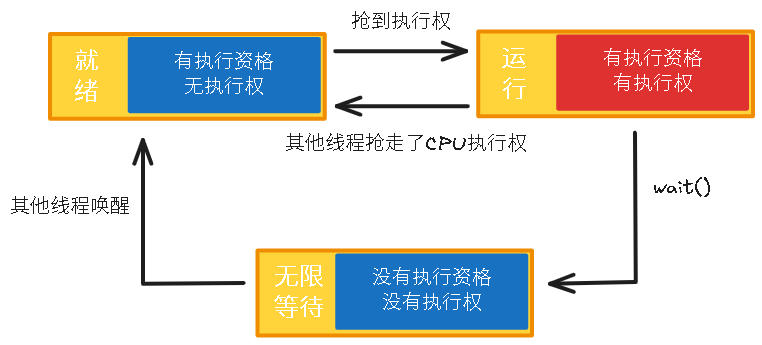 抢到执行权
就
绪
有执行资格
无执行权
运
行
有执行资格
有执行权
其他线程抢走了CPU执行权
其他线程唤醒
wait()
无限
等待
没有执行资格
没有执行权